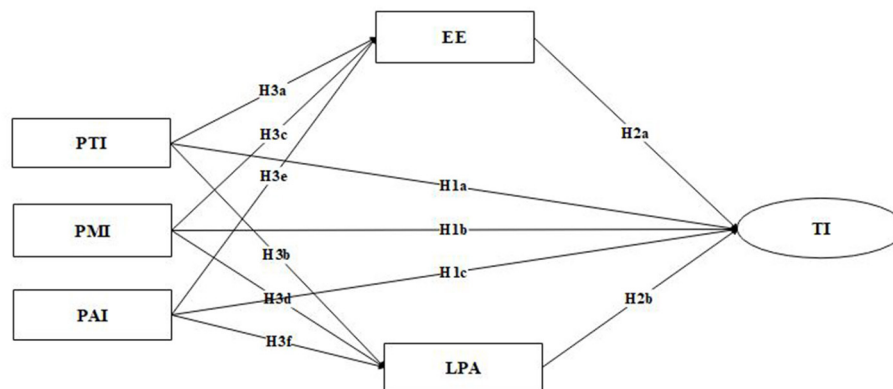 EE
H3a
H3c
H2a
PTI
H3e
H1a
PMI
H1b
TI
H3b
H1c
PAI
H3d
H2b
H3f
LPA